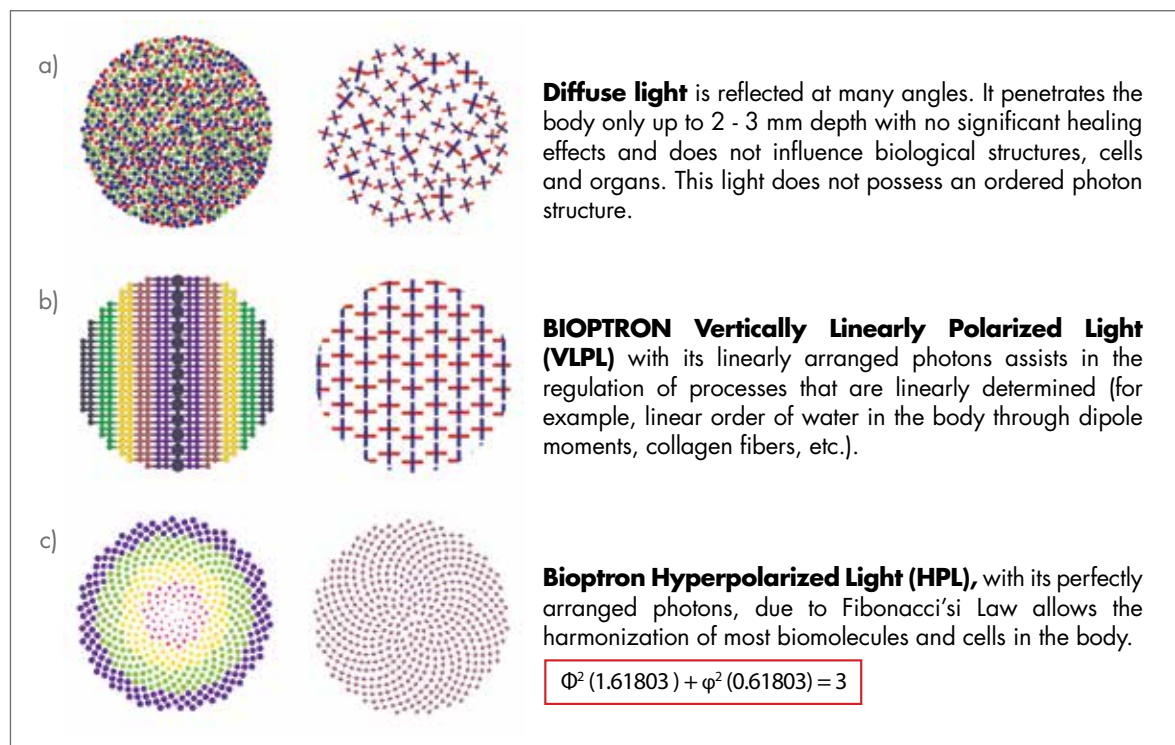 a)
Diffuse light is reflected at many angles. It penetrates the
body only up to 2 - 3 mm depth with no significant healing
effects and does not influence biological structures, cells
and organs. This light does not possess an ordered photon
structure.
b)
BIOPTRON Vertically Linearly Polarized Light
(VLPL) with its linearly arranged photons assists in the
regulation of processes that are linearly determined (for
example, linear order of water in the body through dipole
moments, collagen fibers, etc.).
c)
Bioptron Hyperpolarized Light (HPL), with its perfectly
arranged photons, due to Fibonacci'si Law allows the
harmonization of most biomolecules and cells in the body.
Φ² (1.61803 ) + φ² (0.61803) = 3